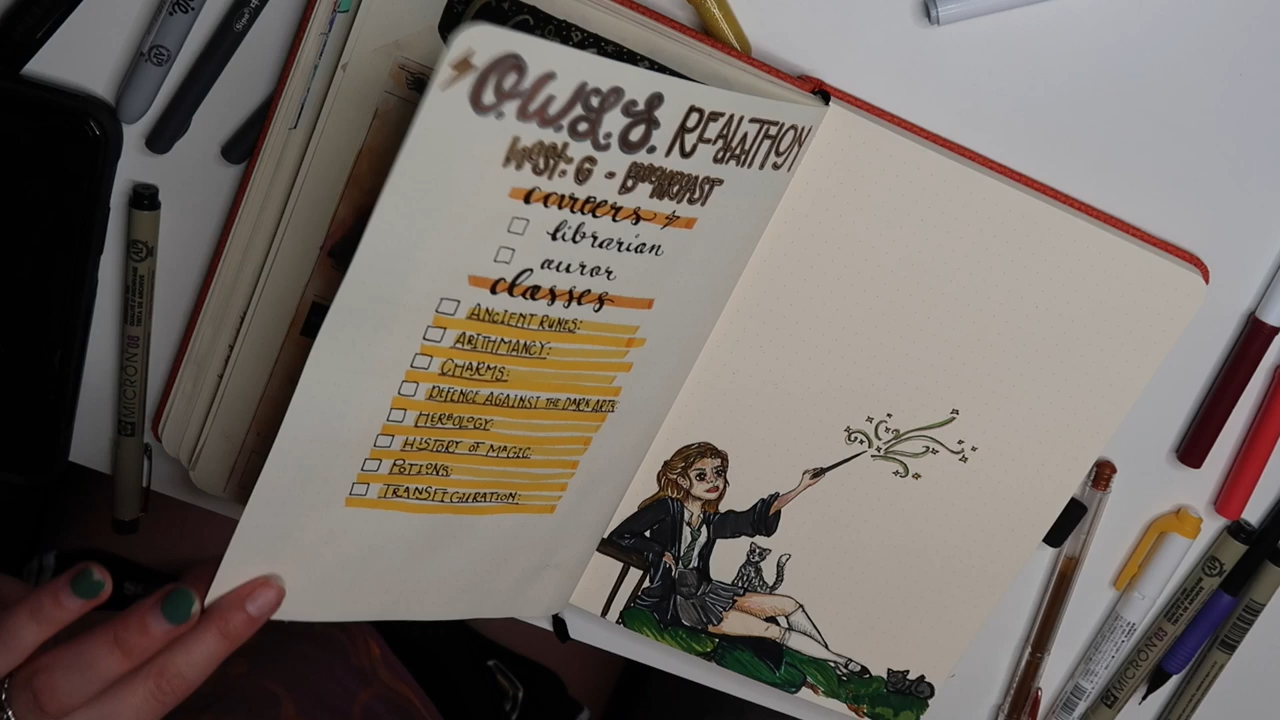 O.W.L.S. READATHON
careers
librarian
auror
classes
ANCIENT RUNES:
ARITHMANCY:
CHARMS:
DEFENCE AGAINST THE DARK ARTS:
HERBOLOGY:
HISTORY OF MAGIC:
POTIONS:
TRANSFIGURATION:
MICRON 08
MICRON 03